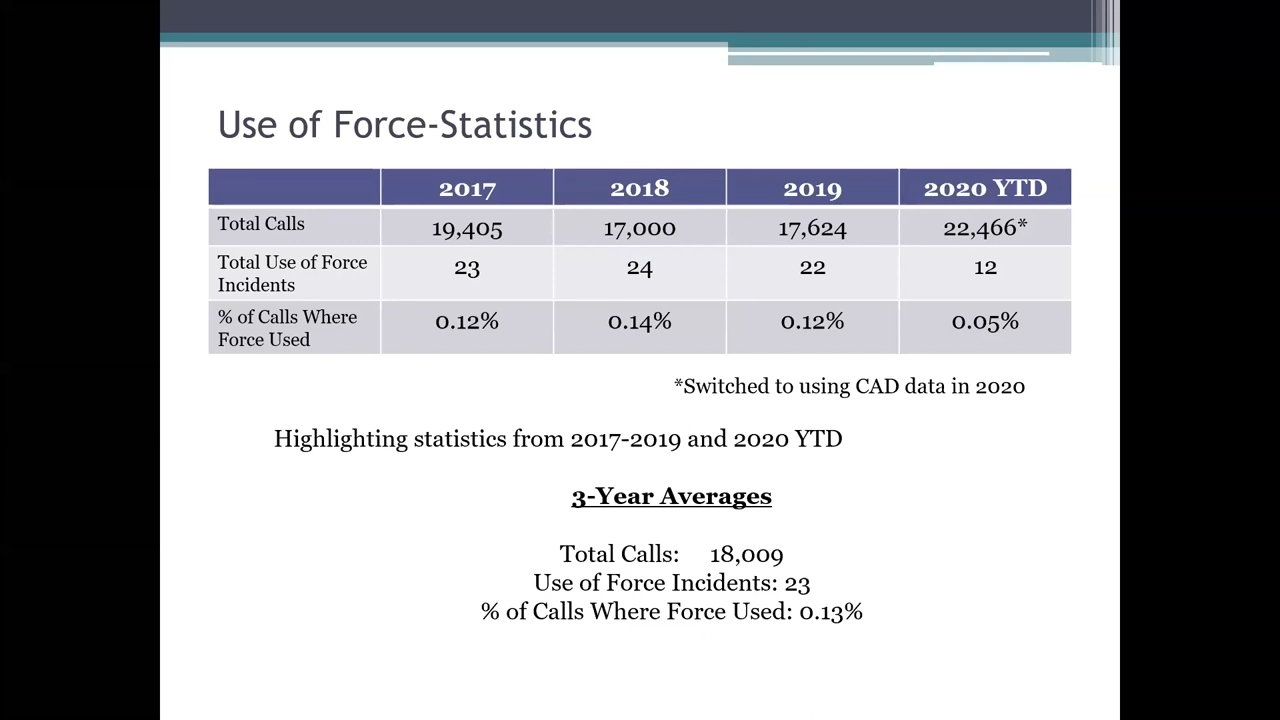 Use of Force-Statistics
2017 2018 2019 2020 YTD
Total Calls 19,405 17,000 17,624 22,466*
Total Use of Force
Incidents 23 24 22 12
% of Calls Where
Force Used 0.12% 0.14% 0.12% 0.05%
*Switched to using CAD data in 2020
Highlighting statistics from 2017-2019 and 2020 YTD
3-Year Averages
Total Calls: 18,009
Use of Force Incidents: 23
% of Calls Where Force Used: 0.13%